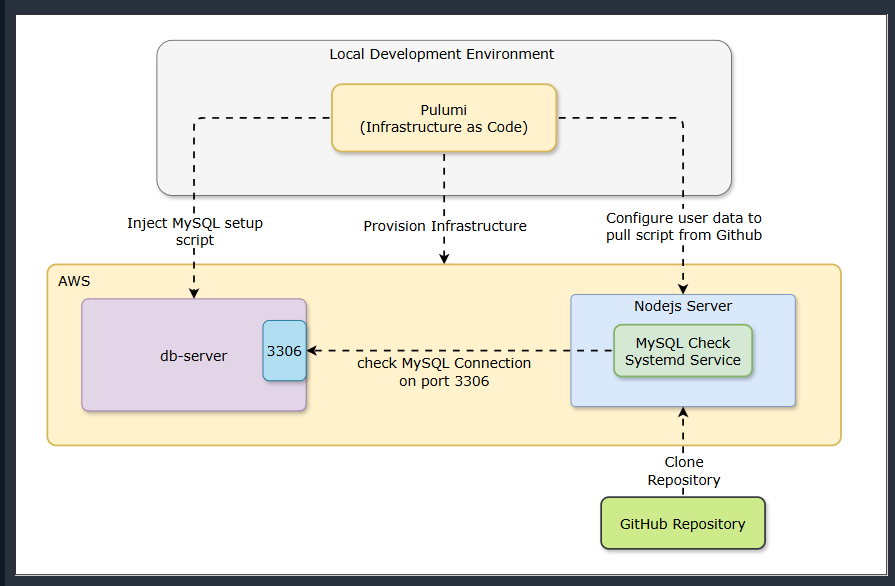 Local Development Environment
Pulumi
(Infrastructure as Code)
Inject MySQL setup
script
Provision Infrastructure
Configure user data to
pull script from Github
AWS
db-server
3306
check MySQL Connection
on port 3306
Nodejs Server
MySQL Check
Systemd Service
Clone
Repository
GitHub Repository